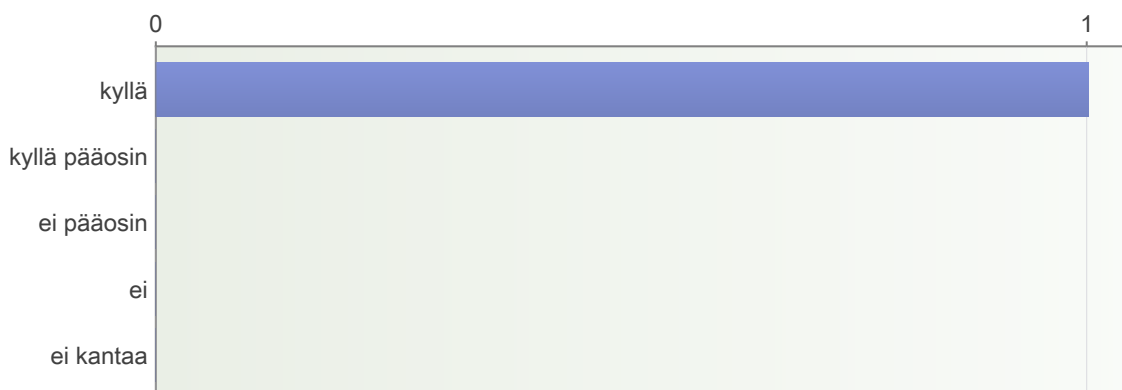 0 1
kyllä
kyllä pääosin
ei pääosin
ei
ei kantaa